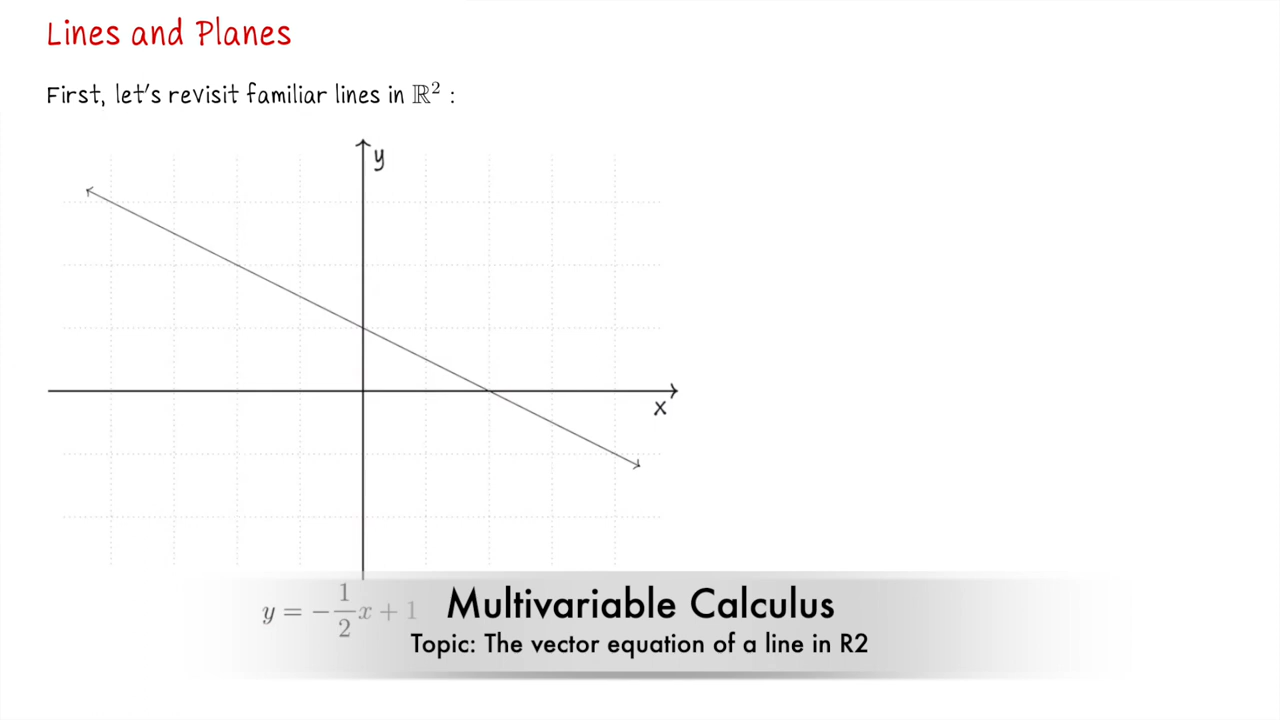 Lines and Planes
First, let's revisit familiar lines in ℝ² :
y
x
y = -1/2 x + 1
Multivariable Calculus
Topic: The vector equation of a line in R2